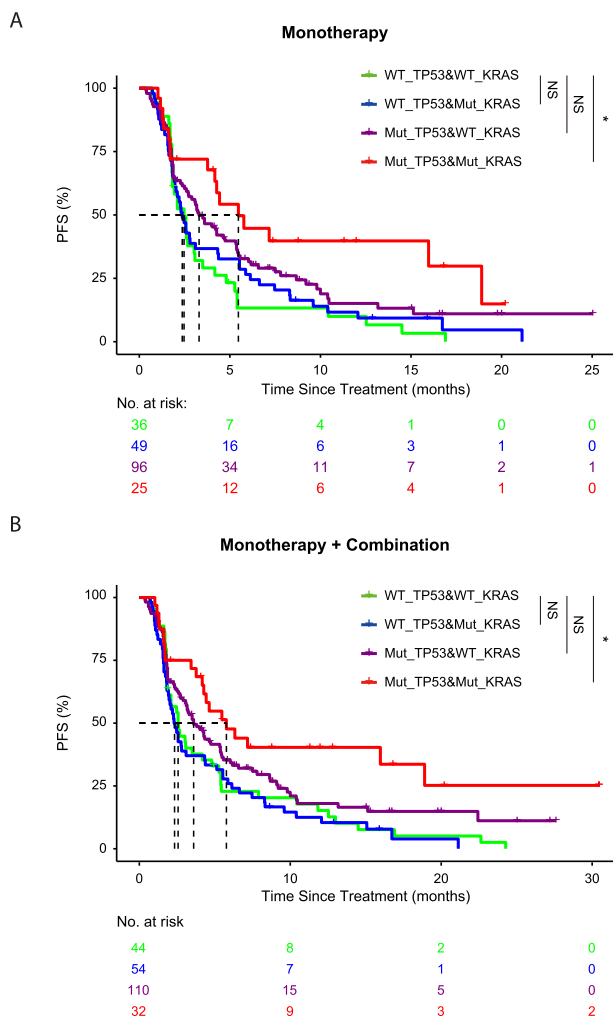 A
Monotherapy
WT_TP53&WT_KRAS
WT_TP53&Mut_KRAS
Mut_TP53&WT_KRAS
Mut_TP53&Mut_KRAS
NS
NS
*
PFS (%)
100
75
50
25
0
0 5 10 15 20 25
Time Since Treatment (months)
No. at risk:
36 7 4 1 0 0
49 16 6 3 1 0
96 34 11 7 2 1
25 12 6 4 1 0
B
Monotherapy + Combination
WT_TP53&WT_KRAS
WT_TP53&Mut_KRAS
Mut_TP53&WT_KRAS
Mut_TP53&Mut_KRAS
NS
NS
*
PFS (%)
100
75
50
25
0
0 10 20 30
Time Since Treatment (months)
No. at risk
44 8 2 0
54 7 1 0
110 15 5 0
32 9 3 2